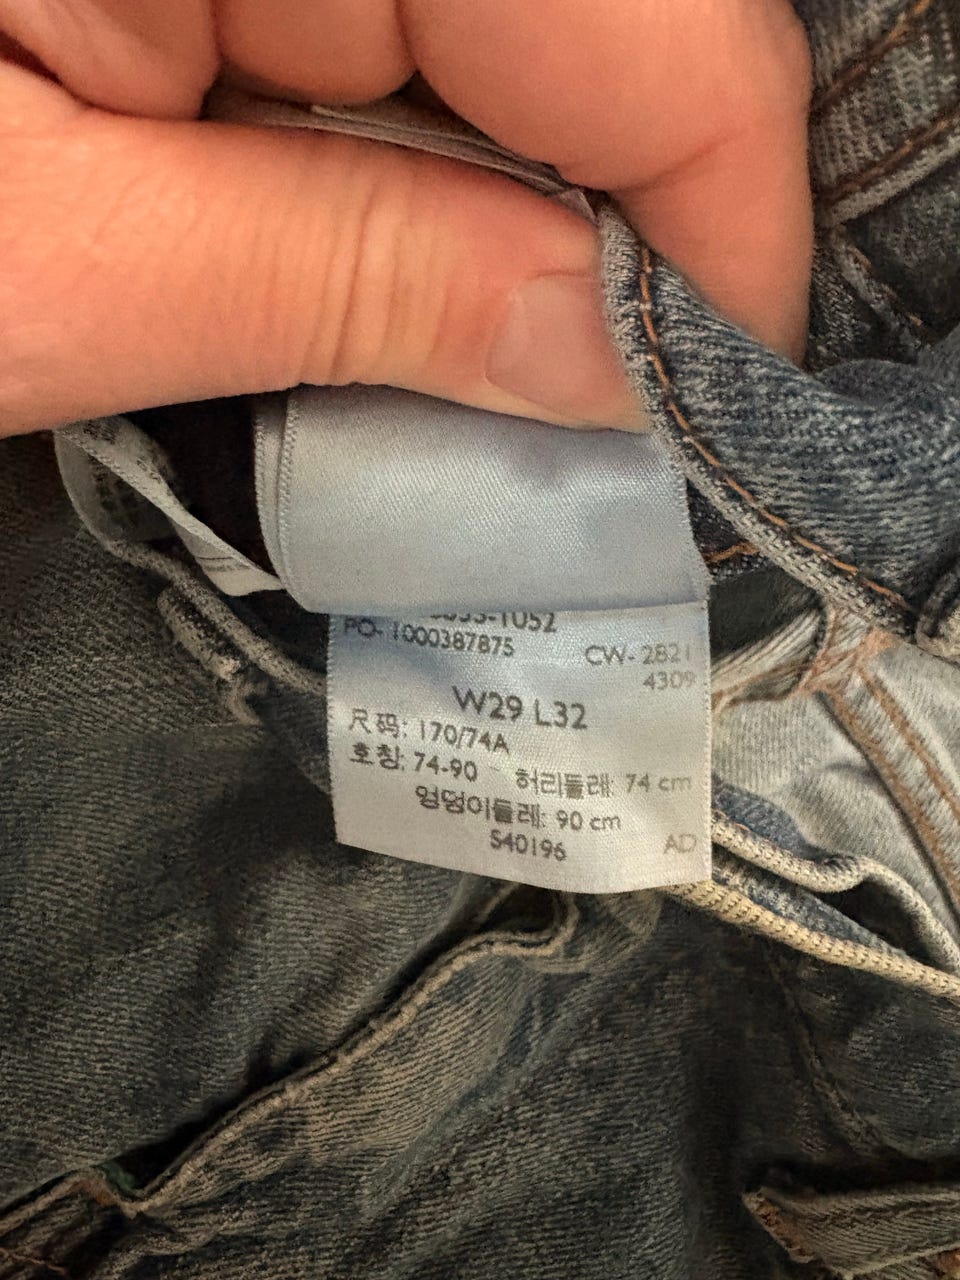 -1052
PO- 1000387875
CW- 2821
4309
W29 L32
尺码: 170/74A
호칭: 74-90 허리둘레: 74 cm
엉덩이둘레: 90 cm
S40196 AD